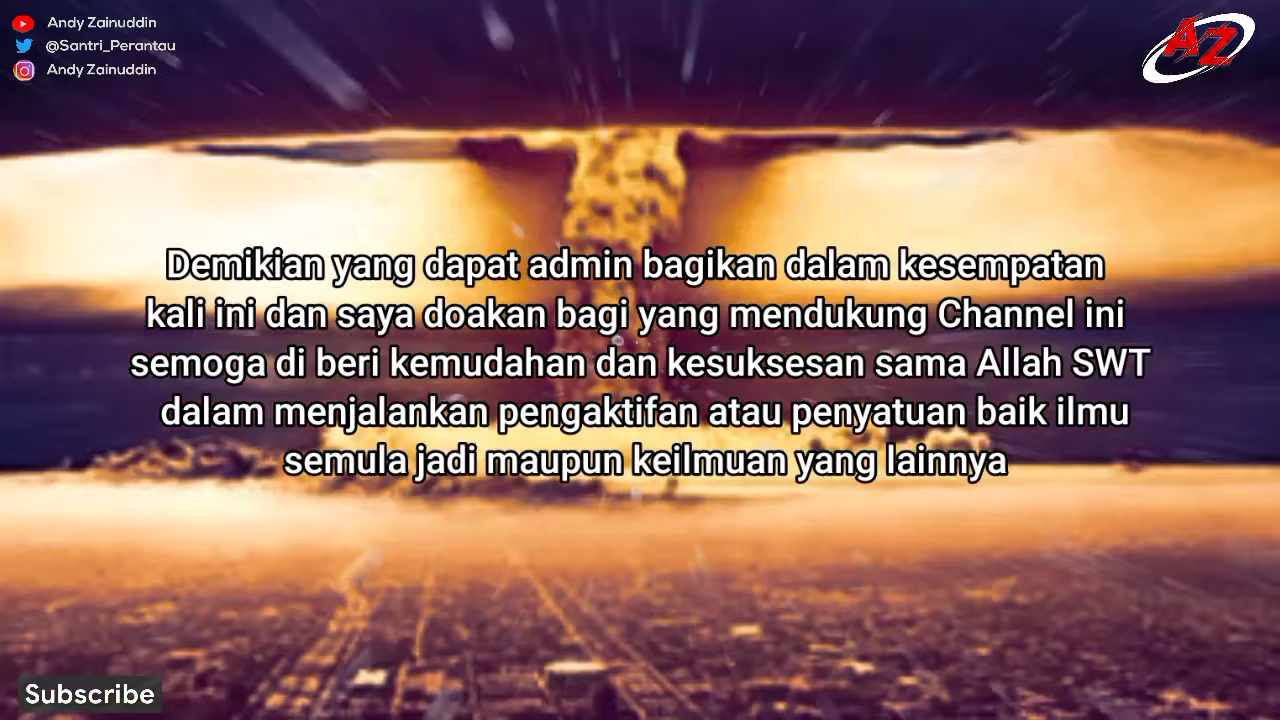 Andy Zainuddin
@Santri_Perantau
Andy Zainuddin
AZ
Demikian yang dapat admin bagikan dalam kesempatan
kali ini dan saya doakan bagi yang mendukung Channel ini
semoga di beri kemudahan dan kesuksesan sama Allah SWT
dalam menjalankan pengaktifan atau penyatuan baik ilmu
semula jadi maupun keilmuan yang lainnya
Subscribe